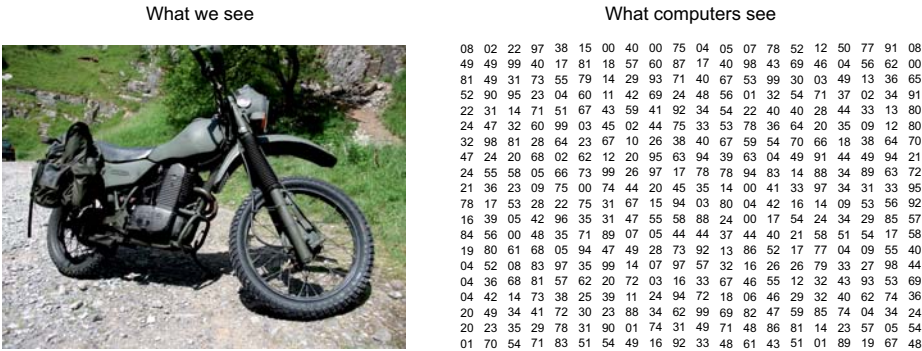 What we see
What computers see
08 02 22 97 38 15 00 40 00 75 04 05 07 78 52 12 50 77 91 08
49 49 99 40 17 81 18 57 60 87 17 40 98 43 69 46 04 56 62 00
81 49 31 73 55 79 14 29 93 71 40 67 53 99 30 03 49 13 36 65
52 90 95 23 04 60 11 42 69 24 48 56 01 32 54 71 37 02 34 91
22 31 14 71 51 67 43 59 41 92 34 54 22 40 40 28 44 33 13 80
24 47 32 60 99 03 45 02 44 75 33 53 78 36 64 20 35 09 12 80
32 98 81 28 64 23 67 10 26 38 40 67 59 54 70 66 18 38 64 70
47 24 20 68 02 62 12 20 95 63 94 39 63 04 49 91 44 49 94 21
24 55 58 05 66 73 99 26 97 17 78 78 94 83 14 88 34 89 63 72
21 36 23 09 75 00 74 44 20 45 35 14 00 41 33 97 34 31 33 95
78 17 53 28 22 75 31 67 15 94 03 80 04 42 16 14 09 53 56 92
16 39 05 42 96 35 31 47 55 58 88 24 00 17 54 24 34 29 85 57
84 56 00 48 35 71 89 07 05 44 44 37 44 40 21 58 51 54 17 58
19 80 61 68 05 94 47 49 28 73 92 13 86 52 17 77 04 09 55 40
04 52 08 83 97 35 99 14 07 97 57 32 16 26 26 79 33 27 98 44
04 36 68 81 57 62 20 72 03 16 33 67 46 55 12 32 43 93 53 69
04 42 14 73 38 25 39 11 24 94 72 18 06 46 29 32 40 62 74 36
20 49 34 41 72 30 23 88 34 62 99 69 82 47 59 85 74 04 34 24
20 23 35 29 78 31 90 01 74 31 49 71 48 86 81 14 23 57 05 54
01 70 54 71 83 51 54 49 16 92 33 48 61 43 51 01 89 19 67 48